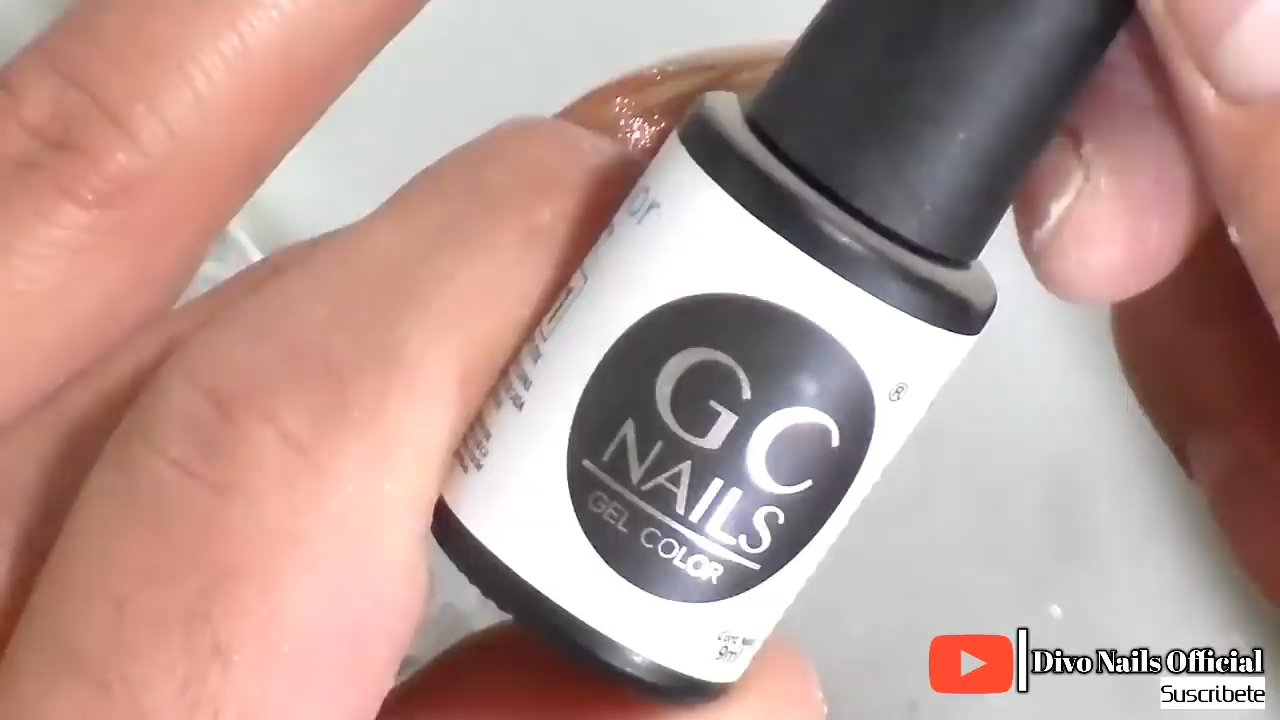 GC
®
NAILS
GEL COLOR
9ml
Divo Nails Official
Suscribete